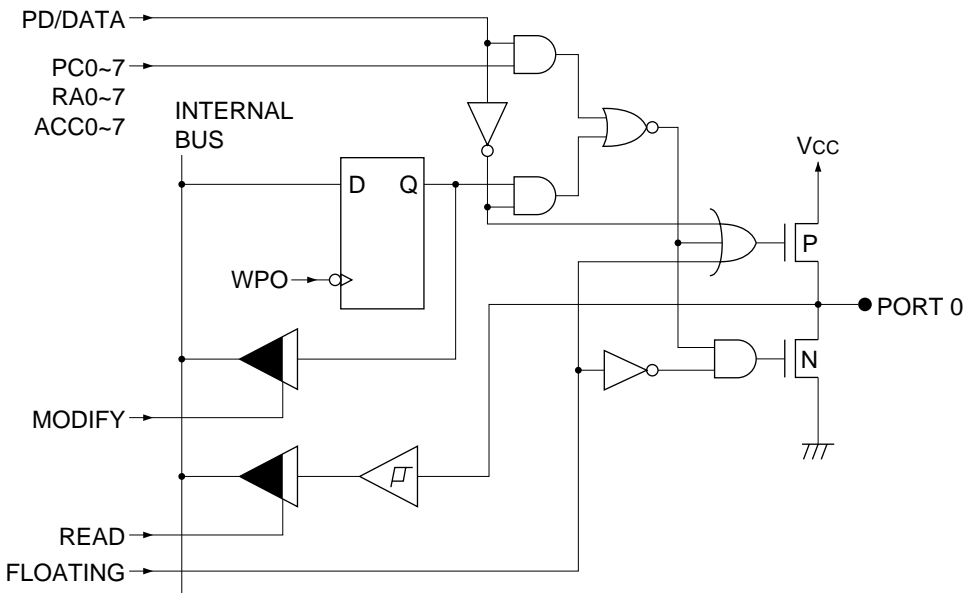 PD/DATA
PC0~7
RA0~7
ACC0~7
INTERNAL
BUS
VCC
D Q
P
WPO
PORT 0
N
MODIFY
READ
FLOATING